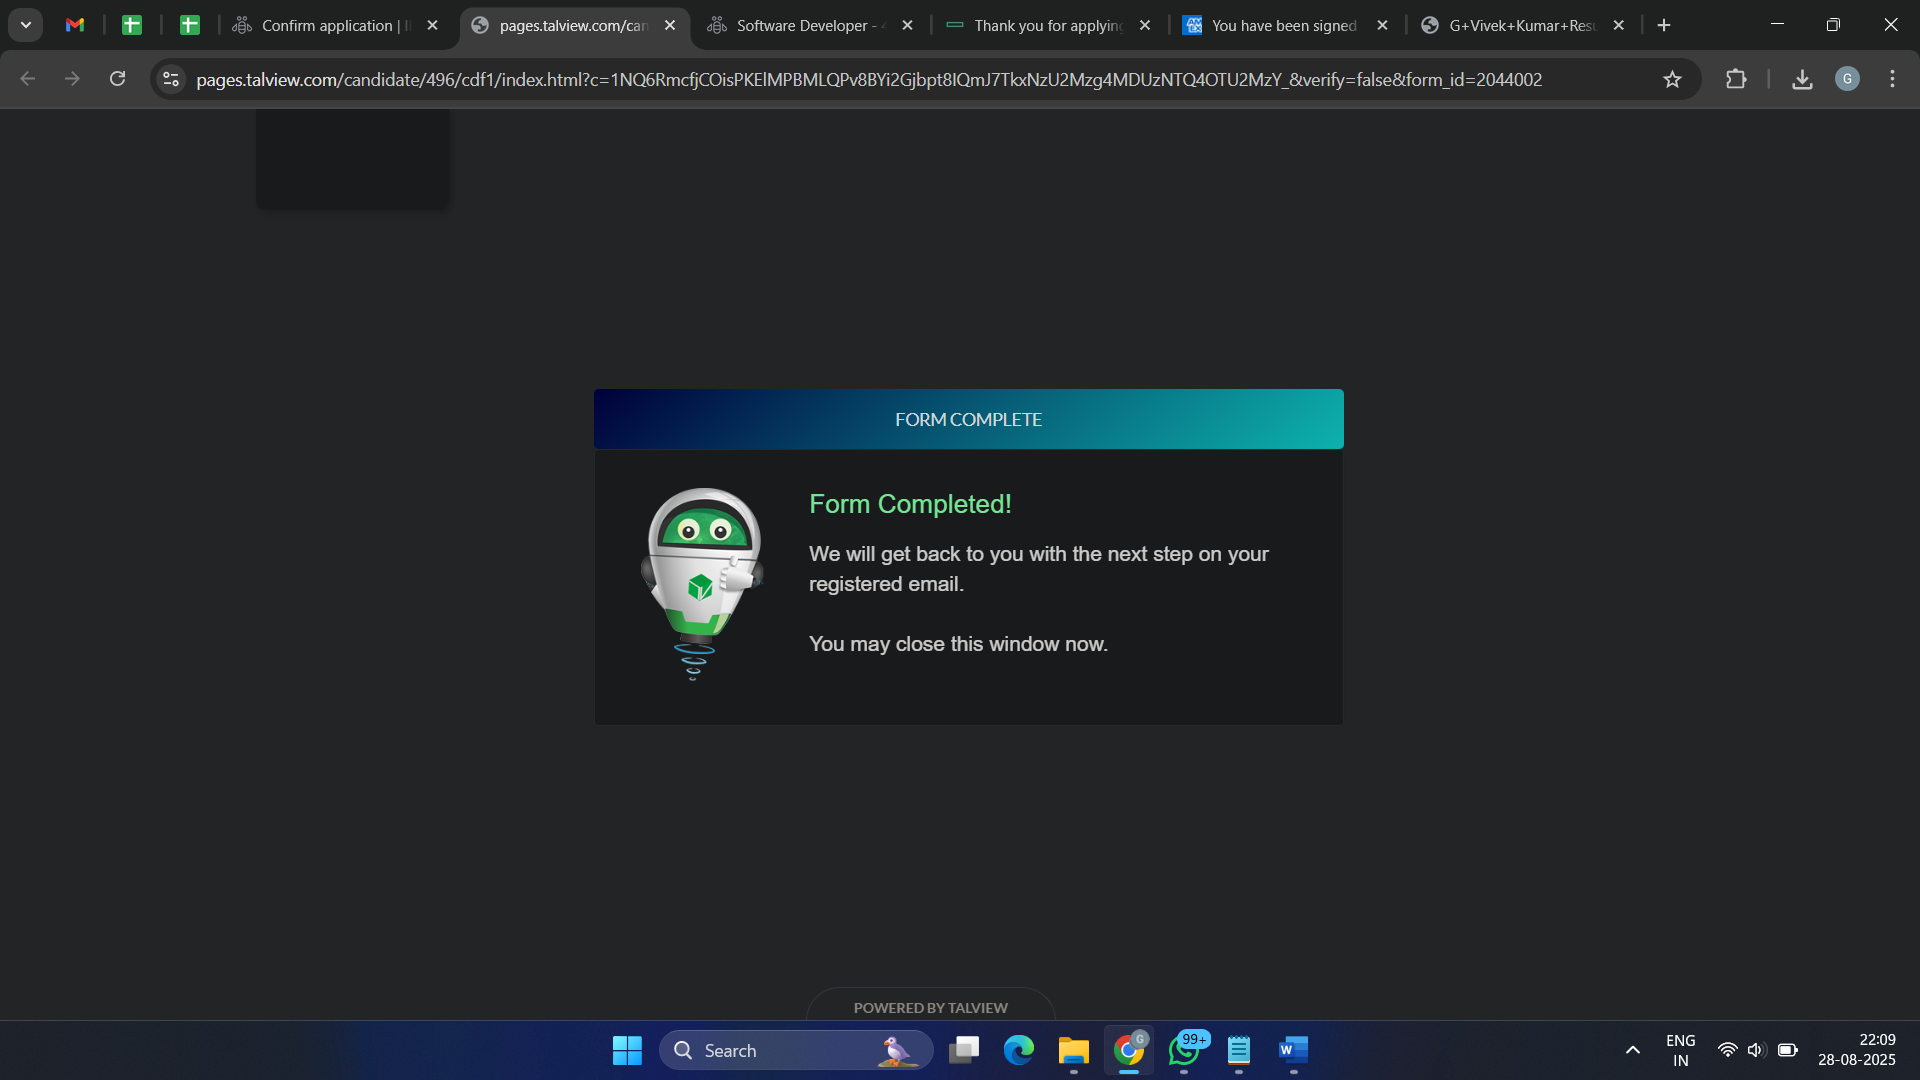 Confirm application | I
pages.talview.com/can
Software Developer - 
Thank you for applying
You have been signed
G+Vivek+Kumar+Res
pages.talview.com/candidate/496/cdf1/index.html?c=1NQ6RmcfjCOisPKElMPBMLQPv8BYi2Gjbpt8IQmJ7TkxNzU2Mzg4MDUzNTQ4OTU2MzY_&verify=false&form_id=2044002
G
FORM COMPLETE
Form Completed!
We will get back to you with the next step on your
registered email.
You may close this window now.
POWERED BY TALVIEW
Search
G
99+
W
ENG
IN
22:09
28-08-2025